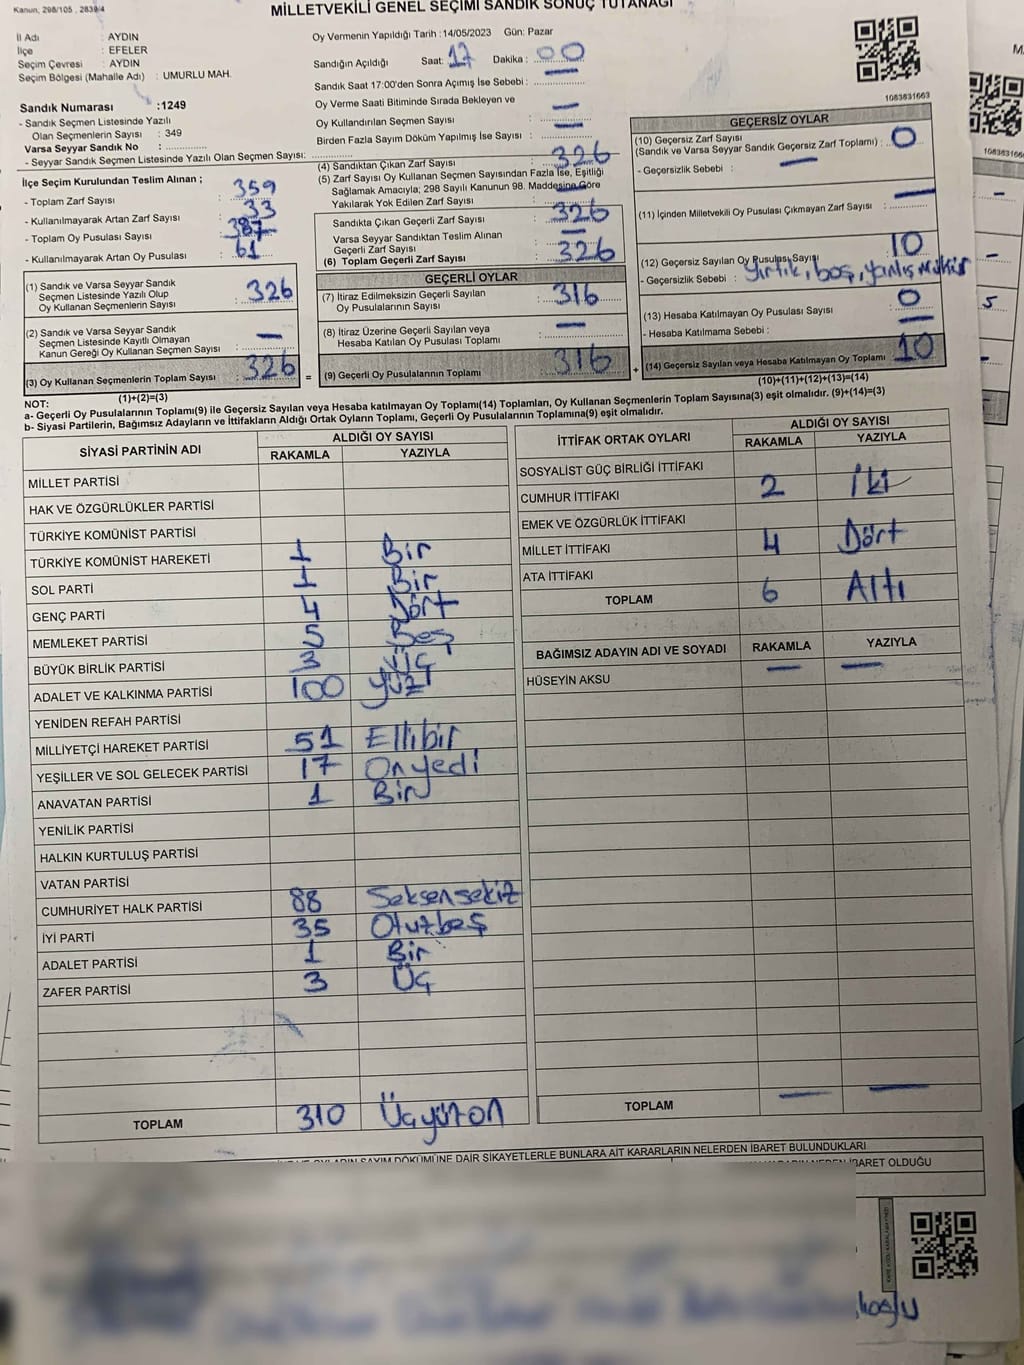 Kanun, 298/105 , 2839/4
MİLLETVEKİLİ GENEL SEÇİMİ SANDIK SONUÇ TUTANAĞI
İl Adı : AYDIN
İlçe : EFELER
Seçim Çevresi : AYDIN
Seçim Bölgesi (Mahalle Adı) : UMURLU MAH.
Oy Vermenin Yapıldığı Tarih :14/05/2023 Gün: Pazar
Sandığın Açıldığı Saat: 17 Dakika : 00
Sandık Saat 17:00'den Sonra Açımış İse Sebebi : —
Oy Verme Saati Bitiminde Sırada Bekleyen ve
Oy Kullandırılan Seçmen Sayısı : —
Birden Fazla Sayım Döküm Yapılmış İse Sayısı : —
Sandık Numarası :1249
- Sandık Seçmen Listesinde Yazılı
Olan Seçmenlerin Sayısı : 349
Varsa Seyyar Sandık No :
- Seyyar Sandık Seçmen Listesinde Yazılı Olan Seçmen Sayısı:
1083831663
İlçe Seçim Kurulundan Teslim Alınan ;
- Toplam Zarf Sayısı : 359
- Kullanılmayarak Artan Zarf Sayısı : 33
- Toplam Oy Pusulası Sayısı : 387
- Kullanılmayarak Artan Oy Pusulası : 61
(1) Sandık ve Varsa Seyyar Sandık
Seçmen Listesinde Yazılı Olup
Oy Kullanan Seçmenlerin Sayısı : 326
(2) Sandık ve Varsa Seyyar Sandık
Seçmen Listesinde Kayıtlı Olmayan
Kanun Gereği Oy Kullanan Seçmen Sayısı : —
(3) Oy Kullanan Seçmenlerin Toplam Sayısı : 326
(1)+(2)=(3)
(4) Sandıktan Çıkan Zarf Sayısı : 326
(5) Zarf Sayısı Oy Kullanan Seçmen Sayısından Fazla İse, Eşitliği
Sağlamak Amacıyla; 298 Sayılı Kanunun 98. Maddesine Göre
Yakılarak Yok Edilen Zarf Sayısı : —
Sandıkta Çıkan Geçerli Zarf Sayısı : 326
Varsa Seyyar Sandıktan Teslim Alınan
Geçerli Zarf Sayısı : —
(6) Toplam Geçerli Zarf Sayısı : 326
GEÇERLİ OYLAR
(7) İtiraz Edilmeksizin Geçerli Sayılan
Oy Pusulalarının Sayısı : 316
(8) İtiraz Üzerine Geçerli Sayılan veya
Hesaba Katılan Oy Pusulası Toplamı : —
= (9) Geçerli Oy Pusulalarının Toplamı : 316
GEÇERSİZ OYLAR
(10) Geçersiz Zarf Sayısı
(Sandık ve Varsa Seyyar Sandık Geçersiz Zarf Toplamı) : 0
- Geçersizlik Sebebi : —
(11) İçinden Milletvekili Oy Pusulası Çıkmayan Zarf Sayısı : —
(12) Geçersiz Sayılan Oy Pusulası Sayısı : 10
- Geçersizlik Sebebi : Yırtık, boş, yanlış mühür
(13) Hesaba Katılmayan Oy Pusulası Sayısı : 0
- Hesaba Katılmama Sebebi : —
+ (14) Geçersiz Sayılan veya Hesaba Katılmayan Oy Toplamı : 10
(10)+(11)+(12)+(13)=(14)
NOT:
a- Geçerli Oy Pusulalarının Toplamı(9) ile Geçersiz Sayılan veya Hesaba katılmayan Oy Toplamı(14) Toplamları, Oy Kullanan Seçmenlerin Toplam Sayısına(3) eşit olmalıdır. (9)+(14)=(3)
b- Siyasi Partilerin, Bağımsız Adayların ve İttifakların Aldığı Ortak Oyların Toplamı, Geçerli Oy Pusulalarının Toplamına(9) eşit olmalıdır.
SİYASİ PARTİNİN ADI ALDIĞI OY SAYISI
RAKAMLA YAZIYLA
MİLLET PARTİSİ
HAK VE ÖZGÜRLÜKLER PARTİSİ
TÜRKİYE KOMÜNİST PARTİSİ
TÜRKİYE KOMÜNİST HAREKETİ 1 Bir
SOL PARTİ 1 Bir
GENÇ PARTİ 4 Dört
MEMLEKET PARTİSİ 5 Beş
BÜYÜK BİRLİK PARTİSİ 3 Üç
ADALET VE KALKINMA PARTİSİ 100 Yüz
YENİDEN REFAH PARTİSİ
MİLLİYETÇİ HAREKET PARTİSİ 51 Ellibir
YEŞİLLER VE SOL GELECEK PARTİSİ 17 Onyedi
ANAVATAN PARTİSİ 1 Bir
YENİLİK PARTİSİ
HALKIN KURTULUŞ PARTİSİ
VATAN PARTİSİ
CUMHURİYET HALK PARTİSİ 88 Seksensekiz
İYİ PARTİ 35 Otuzbeş
ADALET PARTİSİ 1 Bir
ZAFER PARTİSİ 3 Üç
TOPLAM 310 Üçyüzon
İTTİFAK ORTAK OYLARI ALDIĞI OY SAYISI
RAKAMLA YAZIYLA
SOSYALİST GÜÇ BİRLİĞİ İTTİFAKI
CUMHUR İTTİFAKI 2 İki
EMEK VE ÖZGÜRLÜK İTTİFAKI
MİLLET İTTİFAKI 4 Dört
ATA İTTİFAKI
TOPLAM 6 Altı
BAĞIMSIZ ADAYIN ADI VE SOYADI RAKAMLA YAZIYLA
HÜSEYİN AKSU — —
TOPLAM — —
SAYIM DÖKÜMÜNE DAİR ŞİKAYETLERLE BUNLARA AİT KARARLARIN NELERDEN İBARET BULUNDUKLARI
İBARET OLDUĞU